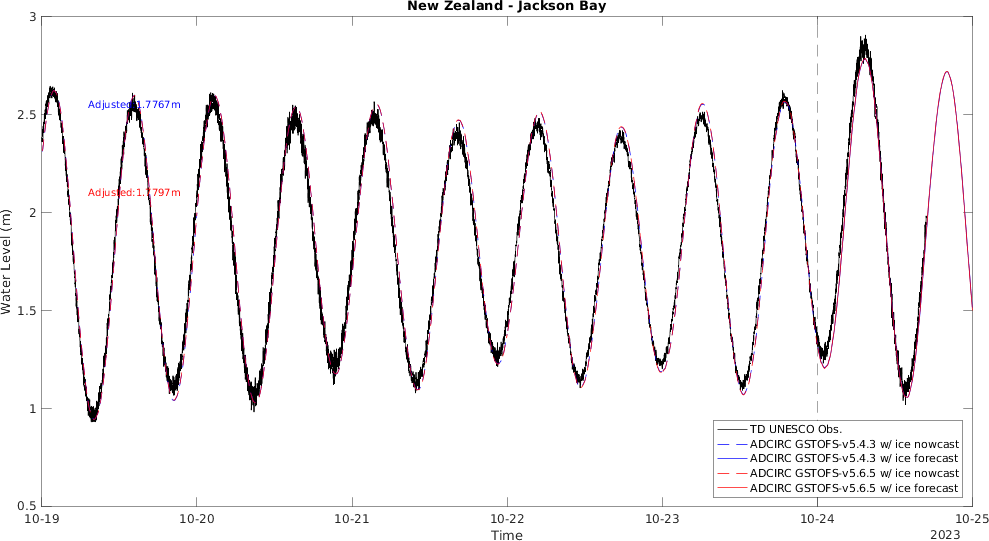 New Zealand - Jackson Bay
3
2.5
2
1.5
1
0.5
Water Level (m)
Adjusted:1.7767m
Adjusted:1.7797m
TD UNESCO Obs.
ADCIRC GSTOFS-v5.4.3 w/ ice nowcast
ADCIRC GSTOFS-v5.4.3 w/ ice forecast
ADCIRC GSTOFS-v5.6.5 w/ ice nowcast
ADCIRC GSTOFS-v5.6.5 w/ ice forecast
10-19 10-20 10-21 10-22 10-23 10-24 10-25
Time
2023